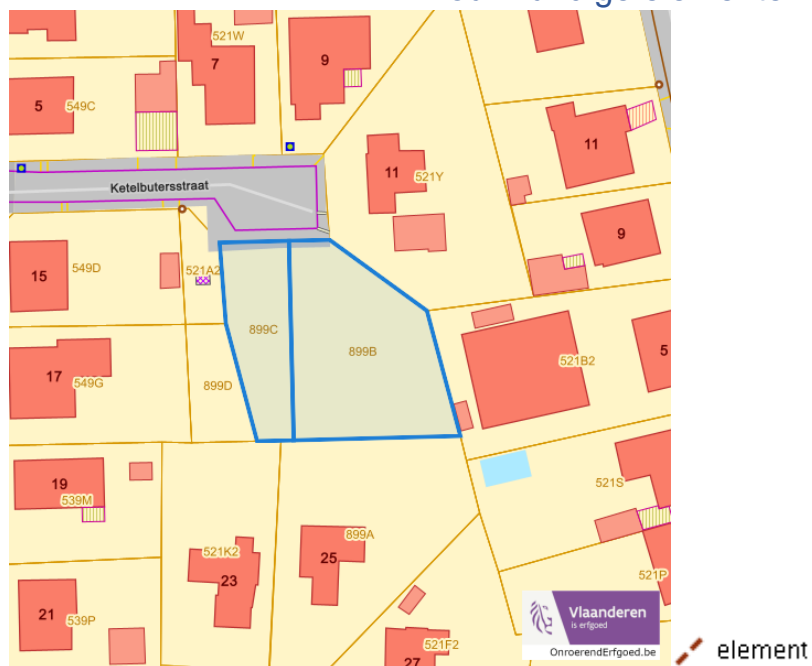 521W
7
9
5
549C
11
521Y
11
Ketelbutersstraat
9
15
549D
521A2
899C
899B
5
521B2
17
549G
899D
19
539M
521S
521K2
23
25
899A
521P
21
539P
27
521F2
Vlaanderen
is erfgoed
OnroerendErfgoed.be
element